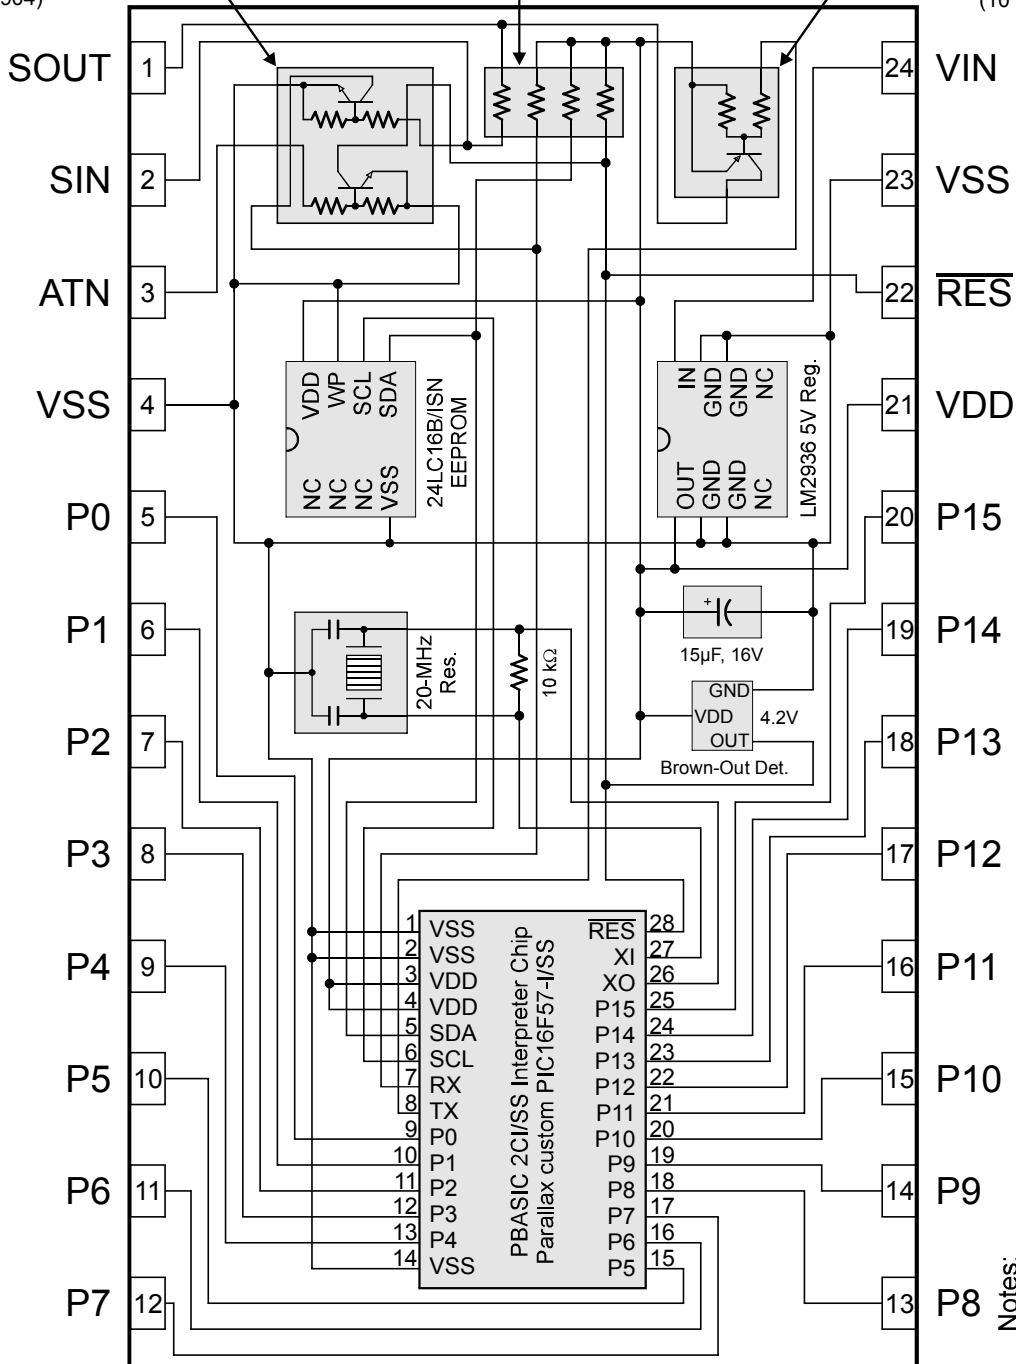 SOUT 1
SIN 2
ATN 3
VSS 4
P0 5
P1 6
P2 7
P3 8
P4 9
P5 10
P6 11
P7 12
24 VIN
23 VSS
22 RES
21 VDD
20 P15
19 P14
18 P13
17 P12
16 P11
15 P10
14 P9
13 P8
VDD
WP
SCL
SDA
NC
NC
NC
VSS
24LC16B/ISN
EEPROM
IN
GND
GND
NC
OUT
GND
GND
NC
LM2936 5V Reg.
20-MHz
Res.
10 kΩ
+
15µF, 16V
GND
VDD
OUT
4.2V
Brown-Out Det.
1 VSS
2 VSS
3 VDD
4 VDD
5 SDA
6 SCL
7 RX
8 TX
9 P0
10 P1
11 P2
12 P3
13 P4
14 VSS
PBASIC 2CI/SS Interpreter Chip
Parallax custom PIC16F57-I/SS
RES 28
XI 27
XO 26
P15 25
P14 24
P13 23
P12 22
P11 21
P10 20
P9 19
P8 18
P7 17
P6 16
P5 15
Notes: